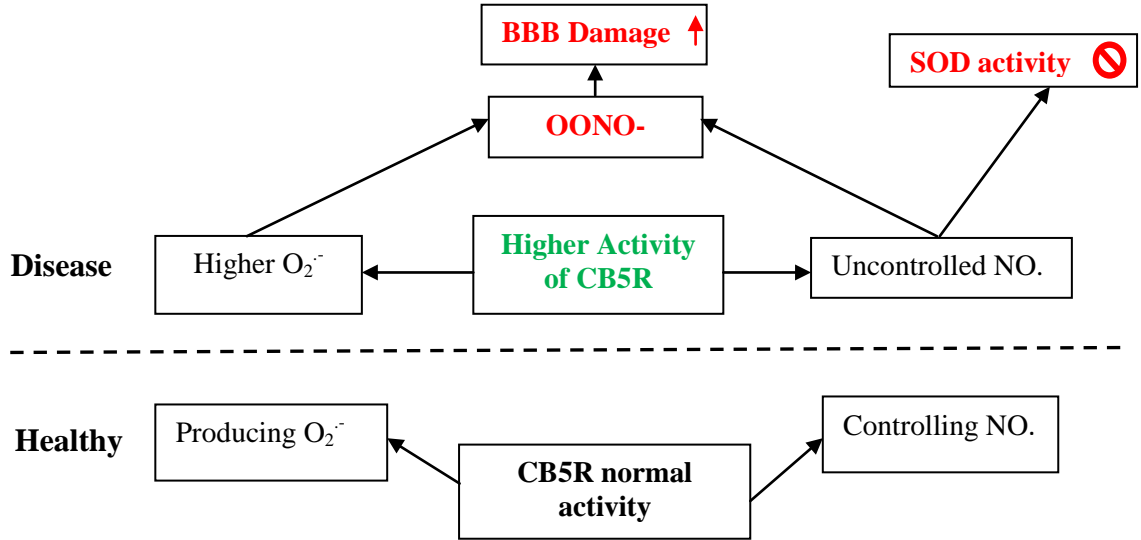 BBB Damage
SOD activity
OONO-
Disease
Higher O₂·⁻
Higher Activity
of CB5R
Uncontrolled NO.
Healthy
Producing O₂·⁻
CB5R normal
activity
Controlling NO.